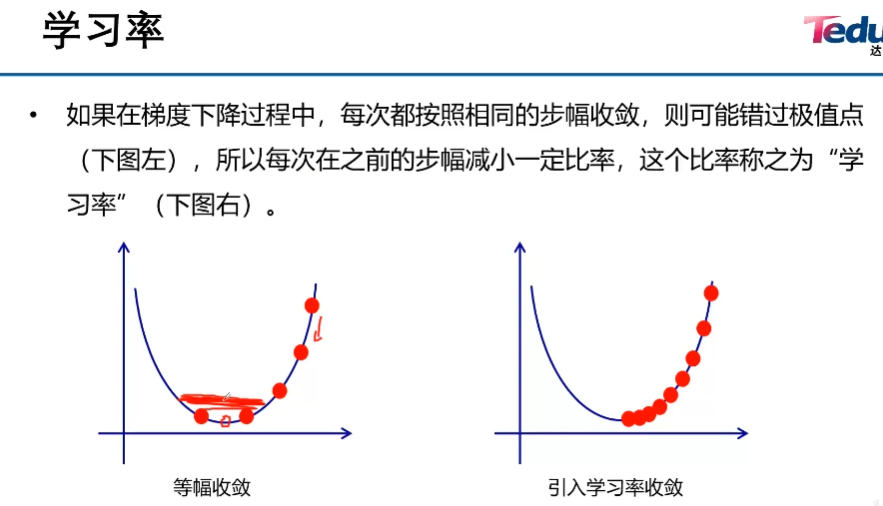 学习率
Tedu
达
• 如果在梯度下降过程中，每次都按照相同的步幅收敛，则可能错过极值点
（下图左），所以每次在之前的步幅减小一定比率，这个比率称之为“学
习率”（下图右）。
等幅收敛
引入学习率收敛